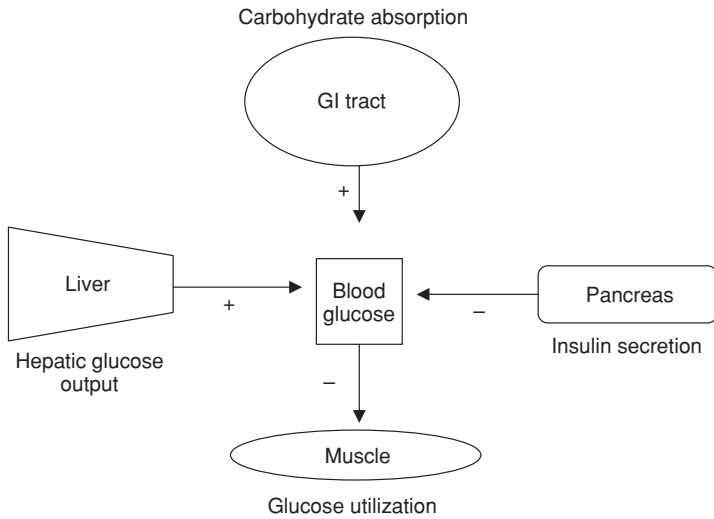 Carbohydrate absorption
GI tract
+
Liver
+
Hepatic glucose
output
Blood
glucose
–
Pancreas
Insulin secretion
–
Muscle
Glucose utilization